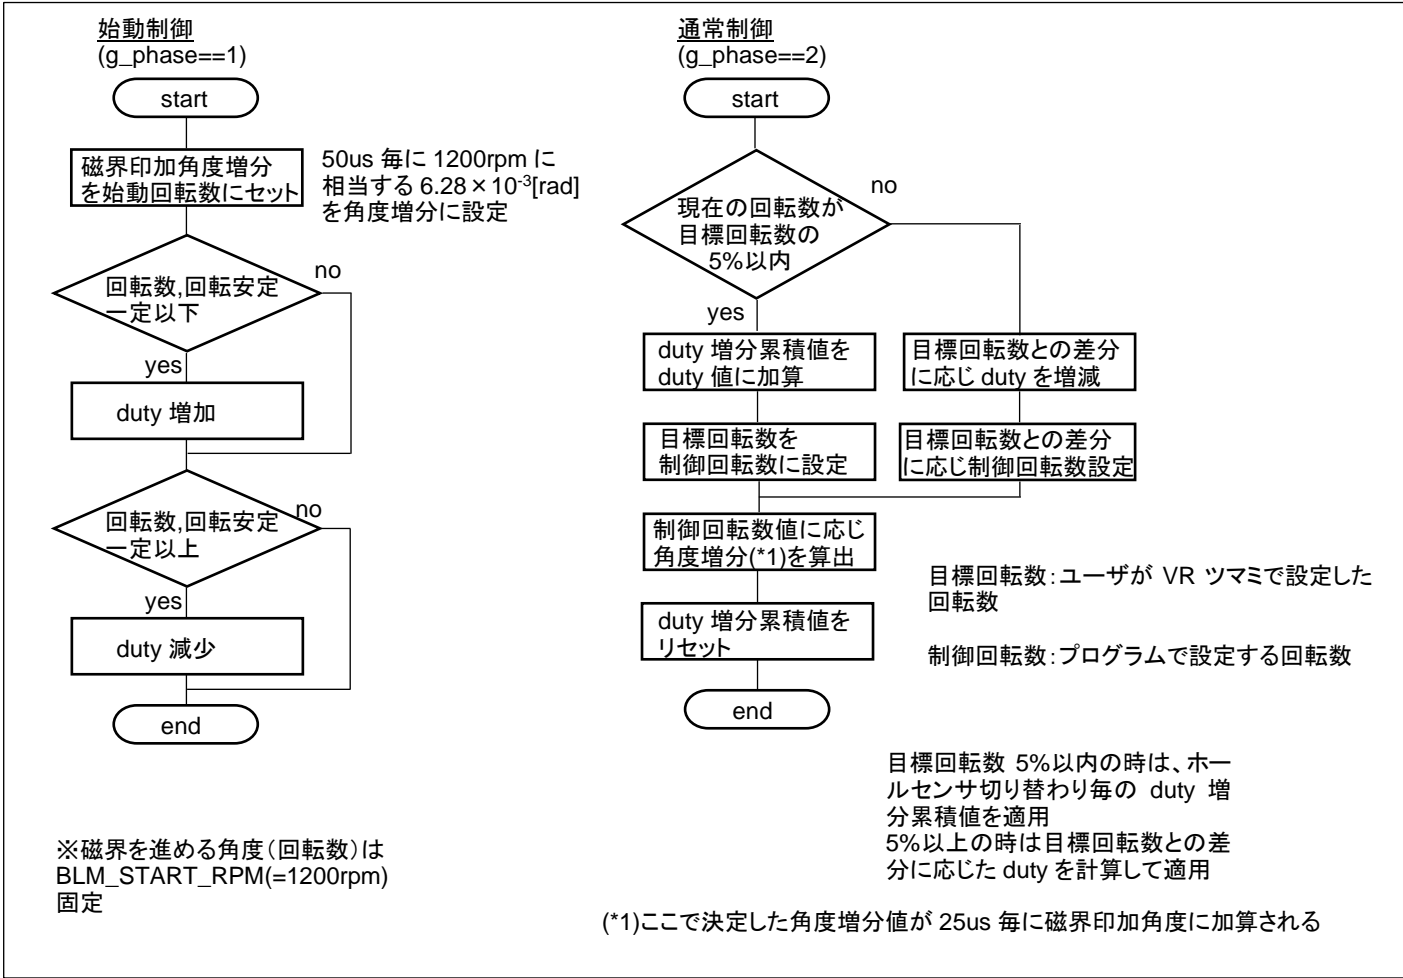 始動制御
(g_phase==1)
start
磁界印加角度増分
を始動回転数にセット
50us 毎に 1200rpm に
相当する 6.28×10-3[rad]
を角度増分に設定
回転数,回転安定
一定以下
no
yes
duty 増加
回転数,回転安定
一定以上
no
yes
duty 減少
end
※磁界を進める角度(回転数)は
BLM_START_RPM(=1200rpm)
固定
通常制御
(g_phase==2)
start
現在の回転数が
目標回転数の
5%以内
no
yes
duty 増分累積値を
duty 値に加算
目標回転数を
制御回転数に設定
目標回転数との差分
に応じ duty を増減
目標回転数との差分
に応じ制御回転数設定
制御回転数値に応じ
角度増分(*1)を算出
duty 増分累積値を
リセット
end
目標回転数:ユーザが VR ツマミで設定した
回転数
制御回転数:プログラムで設定する回転数
目標回転数 5%以内の時は、ホー
ルセンサ切り替わり毎の duty 増
分累積値を適用
5%以上の時は目標回転数との差
分に応じた duty を計算して適用
(*1)ここで決定した角度増分値が 25us 毎に磁界印加角度に加算される